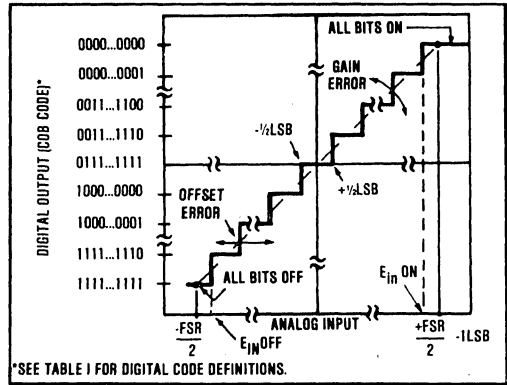 DIGITAL OUTPUT (COB CODE)*
0000...0000
0000...0001
0011...1100
0011...1110
0111...1111
1000...0000
1000...0001
1111...1110
1111...1111
ALL BITS ON
GAIN
ERROR
-½LSB
+½LSB
OFFSET
ERROR
ALL BITS OFF
Ein ON
-FSR
2
EINOFF
ANALOG INPUT
+FSR
2
-1LSB
*SEE TABLE I FOR DIGITAL CODE DEFINITIONS.